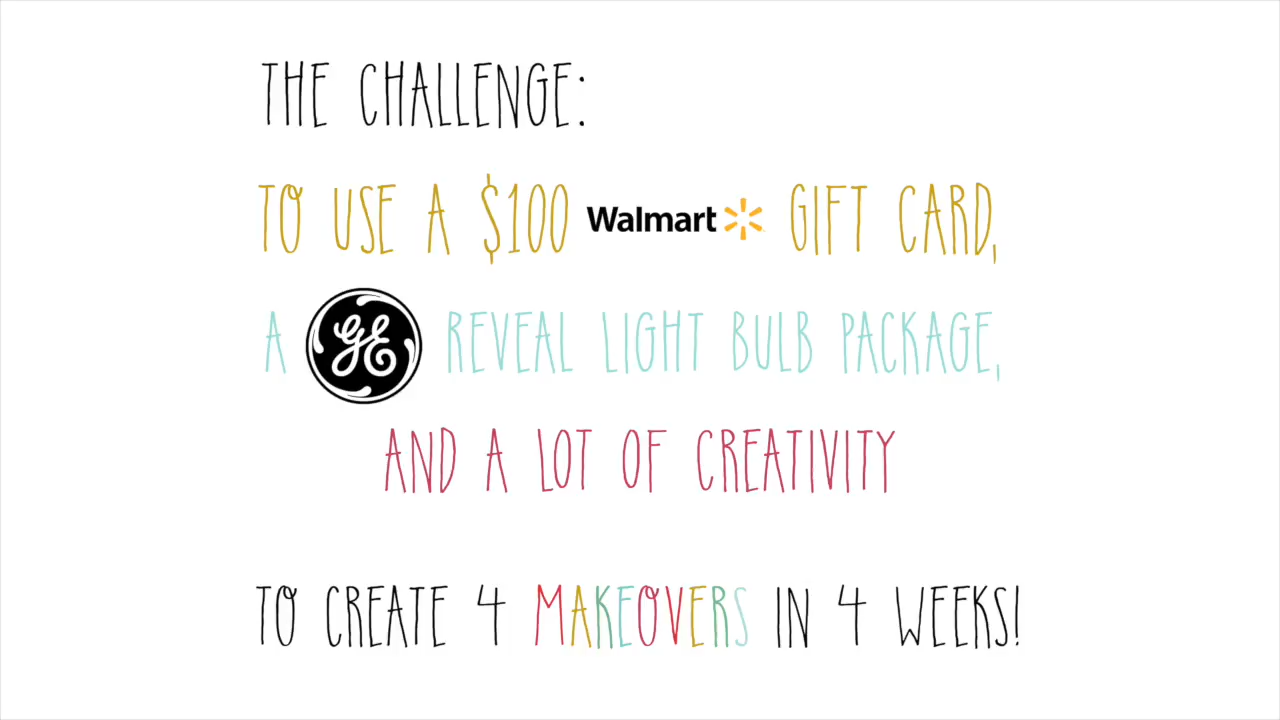 THE CHALLENGE:
TO USE A $100 Walmart GIFT CARD,
A GE REVEAL LIGHT BULB PACKAGE,
AND A LOT OF CREATIVITY
TO CREATE 4 MAKEOVERS IN 4 WEEKS!